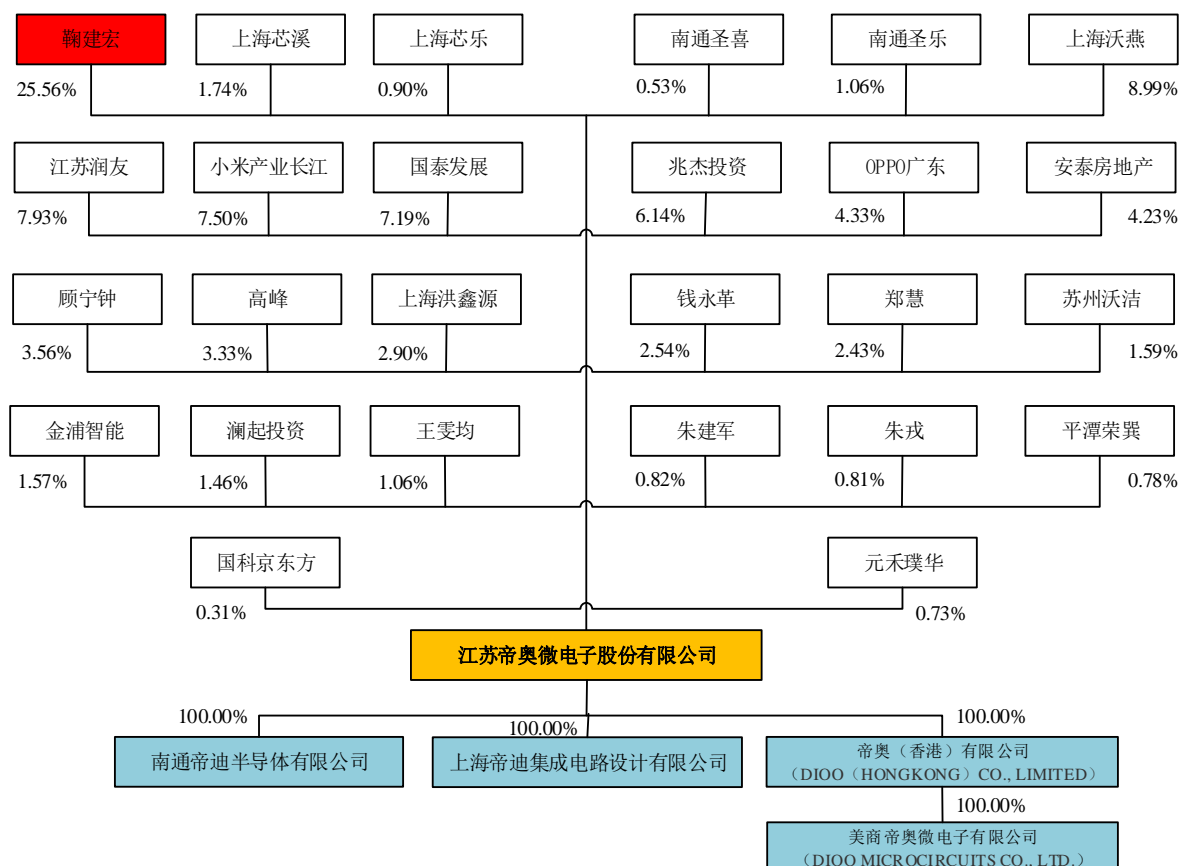 鞠建宏
上海芯溪
上海芯乐
南通圣喜
南通圣乐
上海沃燕
25.56%
1.74%
0.90%
0.53%
1.06%
8.99%
江苏润友
小米产业长江
国泰发展
兆杰投资
OPPO广东
安泰房地产
7.93%
7.50%
7.19%
6.14%
4.33%
4.23%
顾宁钟
高峰
上海洪鑫源
钱永革
郑慧
苏州沃洁
3.56%
3.33%
2.90%
2.54%
2.43%
1.59%
金浦智能
澜起投资
王雯均
朱建军
朱戎
平潭荣巽
1.57%
1.46%
1.06%
0.82%
0.81%
0.78%
国科京东方
元禾璞华
0.31%
0.73%
江苏帝奥微电子股份有限公司
100.00%
100.00%
100.00%
南通帝迪半导体有限公司
上海帝迪集成电路设计有限公司
帝奥（香港）有限公司
（DIOO（HONGKONG）CO., LIMITED）
100.00%
美商帝奥微电子有限公司
（DIOO MICROCIRCUITS CO., LTD.）